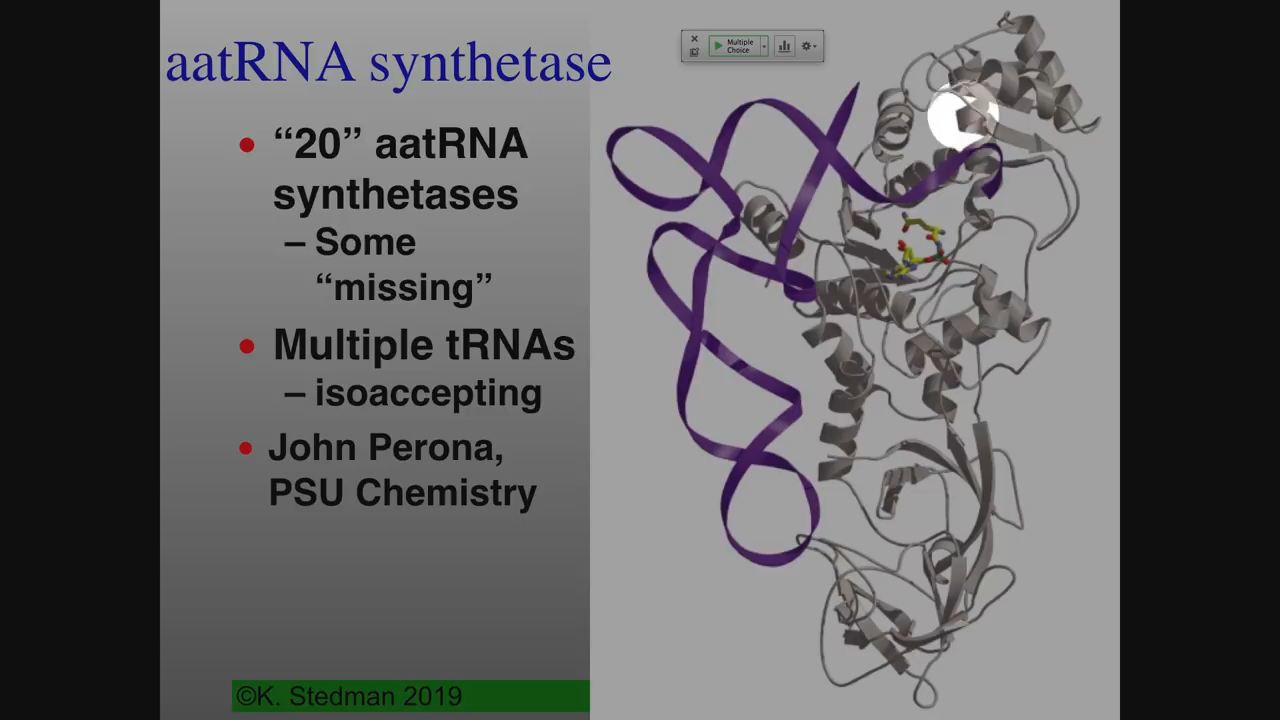 aatRNA synthetase
Multiple
Choice
• “20” aatRNA
synthetases
– Some
“missing”
• Multiple tRNAs
– isoaccepting
• John Perona,
PSU Chemistry
©K. Stedman 2019